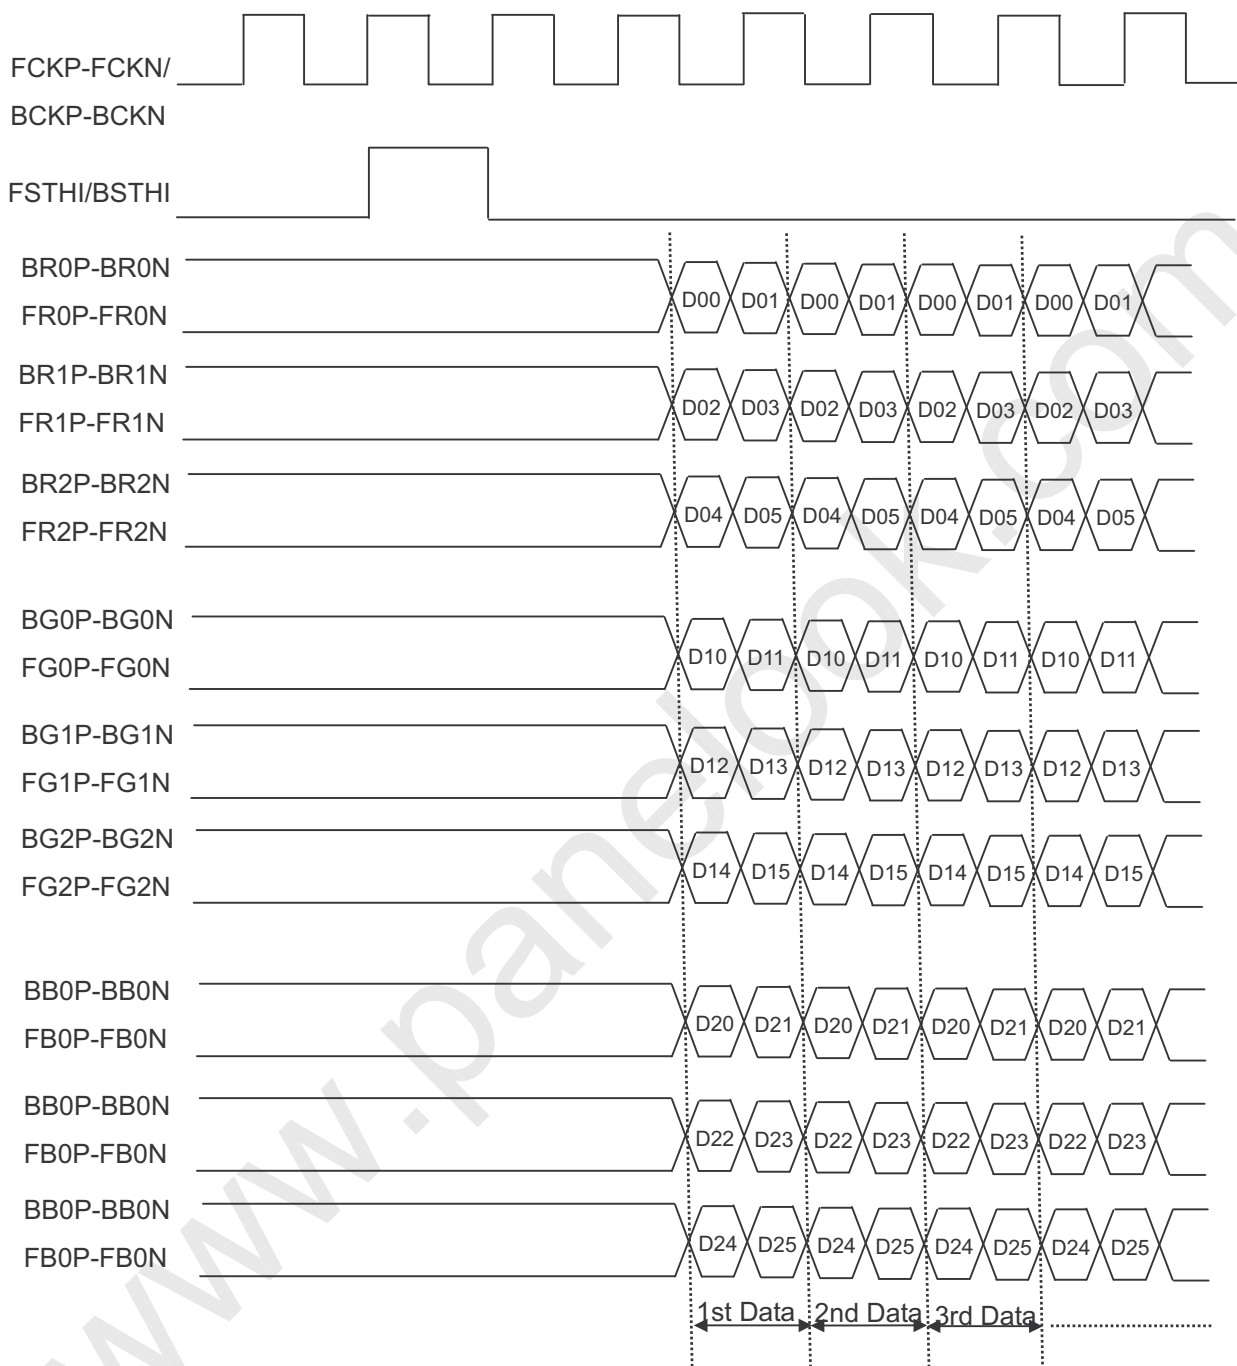 FCKP-FCKN/
BCKP-BCKN
FSTHI/BSTHI
BR0P-BR0N
FR0P-FR0N
D00 D01 D00 D01 D00 D01 D00 D01
BR1P-BR1N
FR1P-FR1N
D02 D03 D02 D03 D02 D03 D02 D03
BR2P-BR2N
FR2P-FR2N
D04 D05 D04 D05 D04 D05 D04 D05
BG0P-BG0N
FG0P-FG0N
D10 D11 D10 D11 D10 D11 D10 D11
BG1P-BG1N
FG1P-FG1N
D12 D13 D12 D13 D12 D13 D12 D13
BG2P-BG2N
FG2P-FG2N
D14 D15 D14 D15 D14 D15 D14 D15
BB0P-BB0N
FB0P-FB0N
D20 D21 D20 D21 D20 D21 D20 D21
BB0P-BB0N
FB0P-FB0N
D22 D23 D22 D23 D22 D23 D22 D23
BB0P-BB0N
FB0P-FB0N
D24 D25 D24 D25 D24 D25 D24 D25
1st Data 2nd Data 3rd Data
www.panelook.com